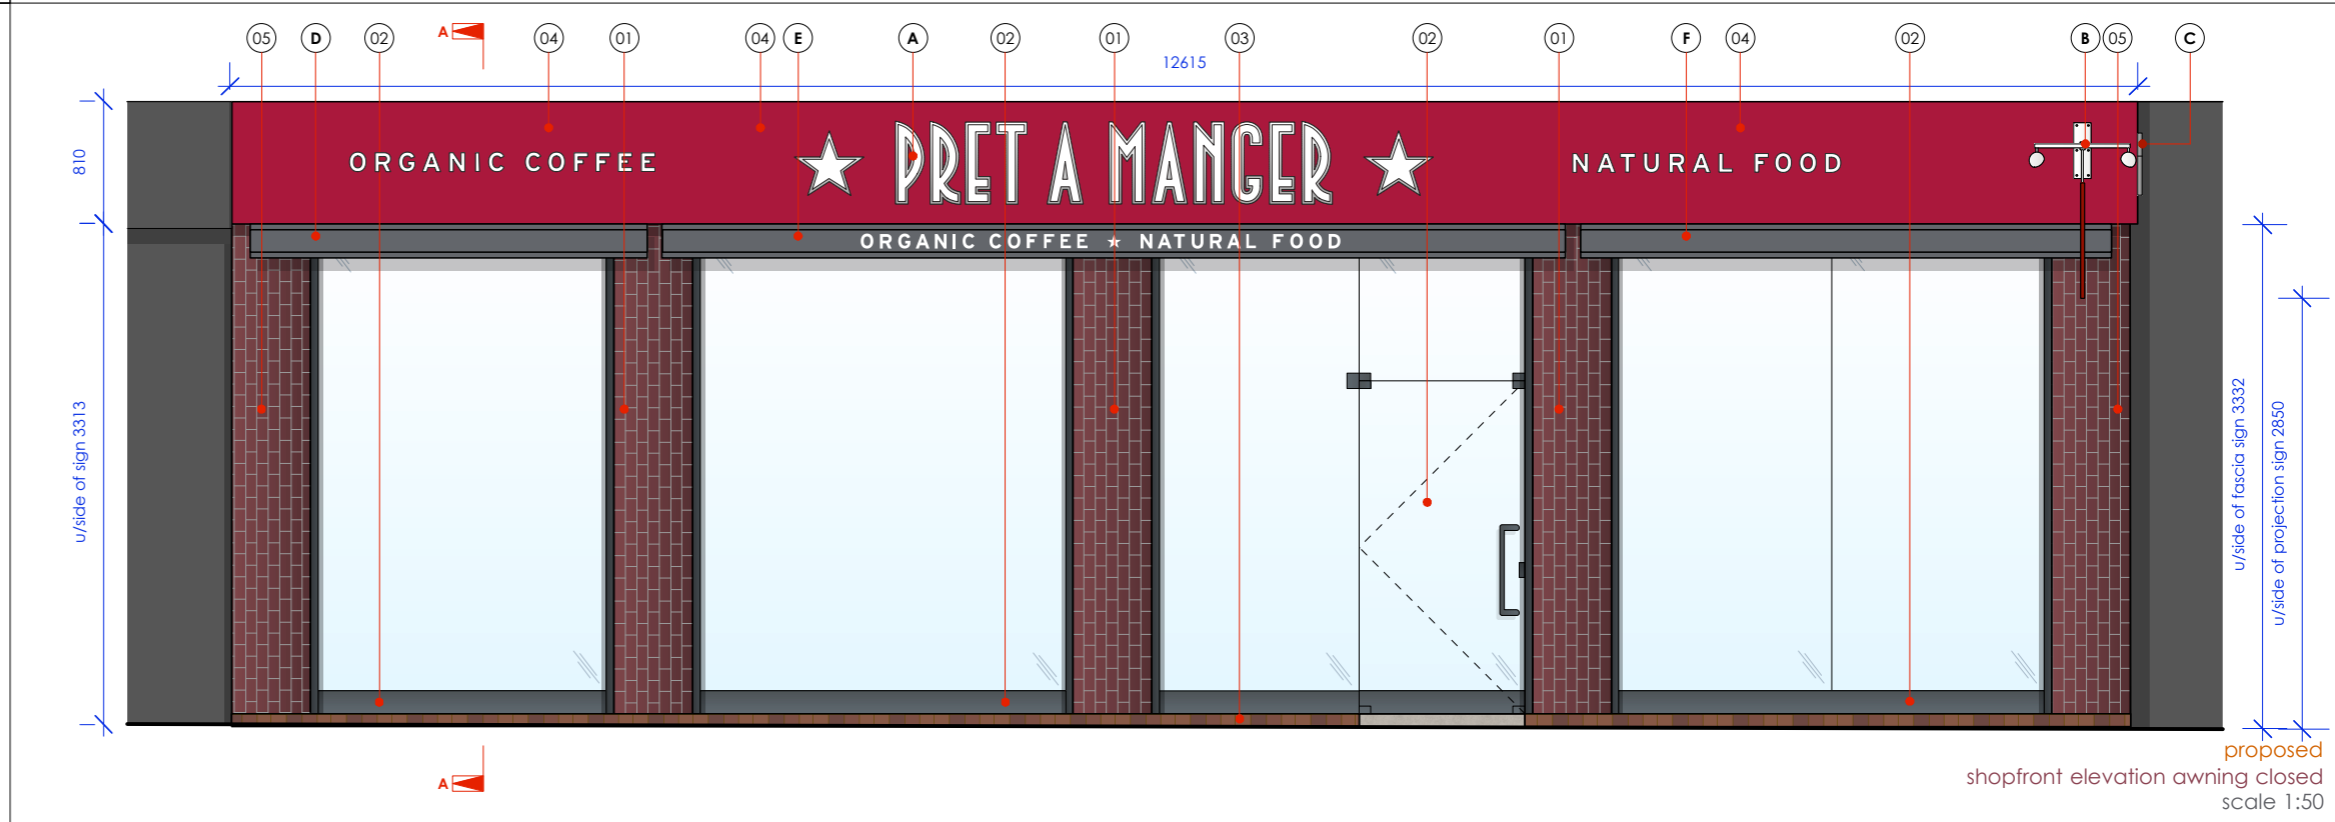 05 D 02 A 04 01 04 E A 02 01 03 02 01 F 04 02 B 05 C
12615
810
ORGANIC COFFEE ★ PRET A MANGER ★ NATURAL FOOD
ORGANIC COFFEE ★ NATURAL FOOD
u/side of sign 3313
u/side of fascia sign 3332
u/side of projection sign 2850
A
proposed
shopfront elevation awning closed
scale 1:50